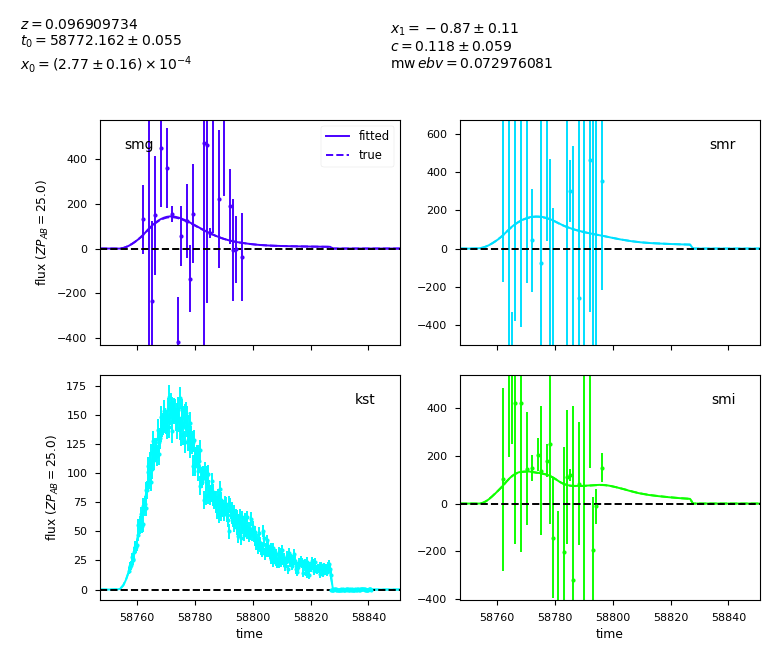 z = 0.096909734
t₀ = 58772.162 ± 0.055
x₀ = (2.77 ± 0.16) × 10⁻⁴
x₁ = −0.87 ± 0.11
c = 0.118 ± 0.059
mw ebv = 0.072976081
smg
fitted
true
400
200
0
−200
−400
flux (ZP_AB = 25.0)
smr
600
400
200
0
−200
−400
kst
175
150
125
100
75
50
25
0
flux (ZP_AB = 25.0)
58760 58780 58800 58820 58840
time
smi
400
200
0
−200
−400
58760 58780 58800 58820 58840
time